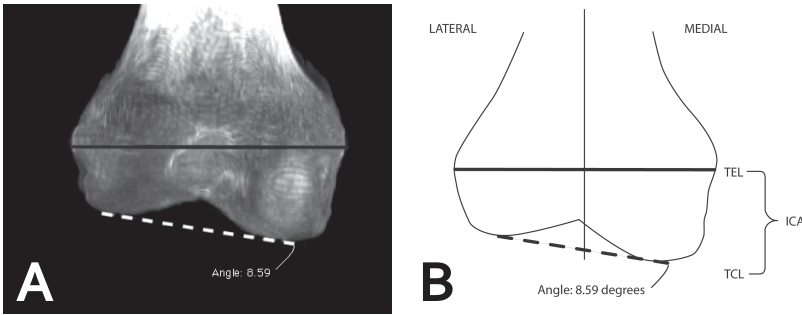 A
Angle: 8.59
LATERAL
MEDIAL
TEL
ICA
TCL
Angle: 8.59 degrees
B